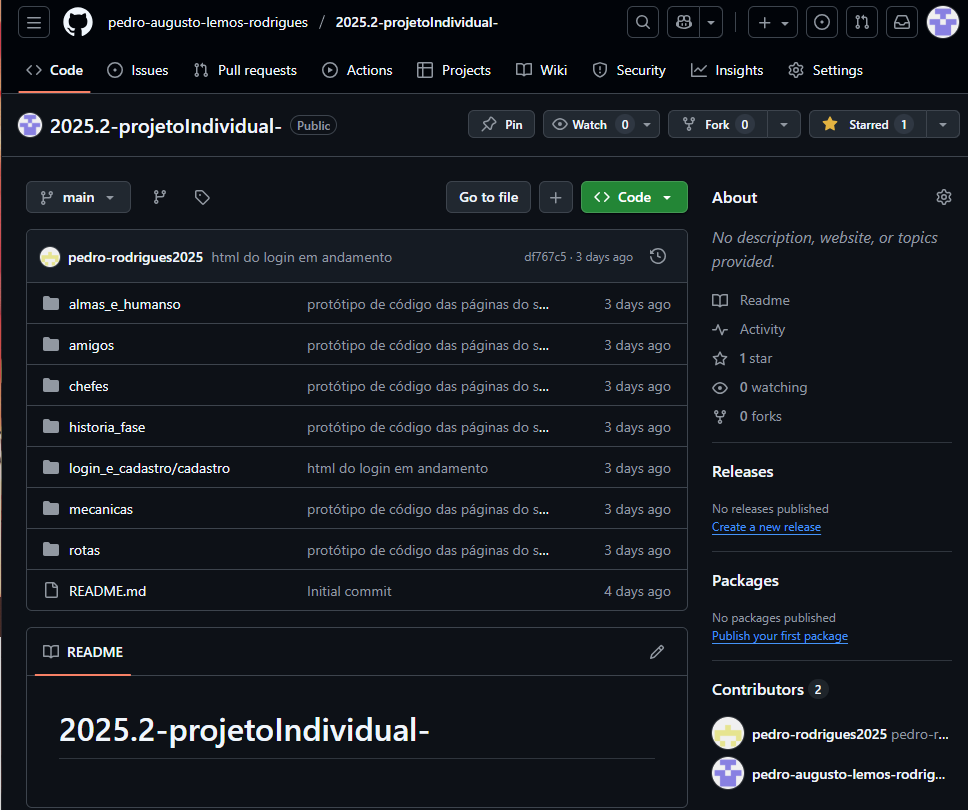 pedro-augusto-lemos-rodrigues / 2025.2-projetoIndividual-
Code Issues Pull requests Actions Projects Wiki Security Insights Settings
2025.2-projetoIndividual- Public Pin Watch 0 Fork 0 Starred 1
main Go to file Code
pedro-rodrigues2025 html do login em andamento df767c5 · 3 days ago
almas_e_humanso protótipo de código das páginas do s... 3 days ago
amigos protótipo de código das páginas do s... 3 days ago
chefes protótipo de código das páginas do s... 3 days ago
historia_fase protótipo de código das páginas do s... 3 days ago
login_e_cadastro/cadastro html do login em andamento 3 days ago
mecanicas protótipo de código das páginas do s... 3 days ago
rotas protótipo de código das páginas do s... 3 days ago
README.md Initial commit 4 days ago
README
2025.2-projetoIndividual-
About
No description, website, or topics
provided.
Readme
Activity
1 star
0 watching
0 forks
Releases
No releases published
Create a new release
Packages
No packages published
Publish your first package
Contributors 2
pedro-rodrigues2025 pedro-r...
pedro-augusto-lemos-rodrig...